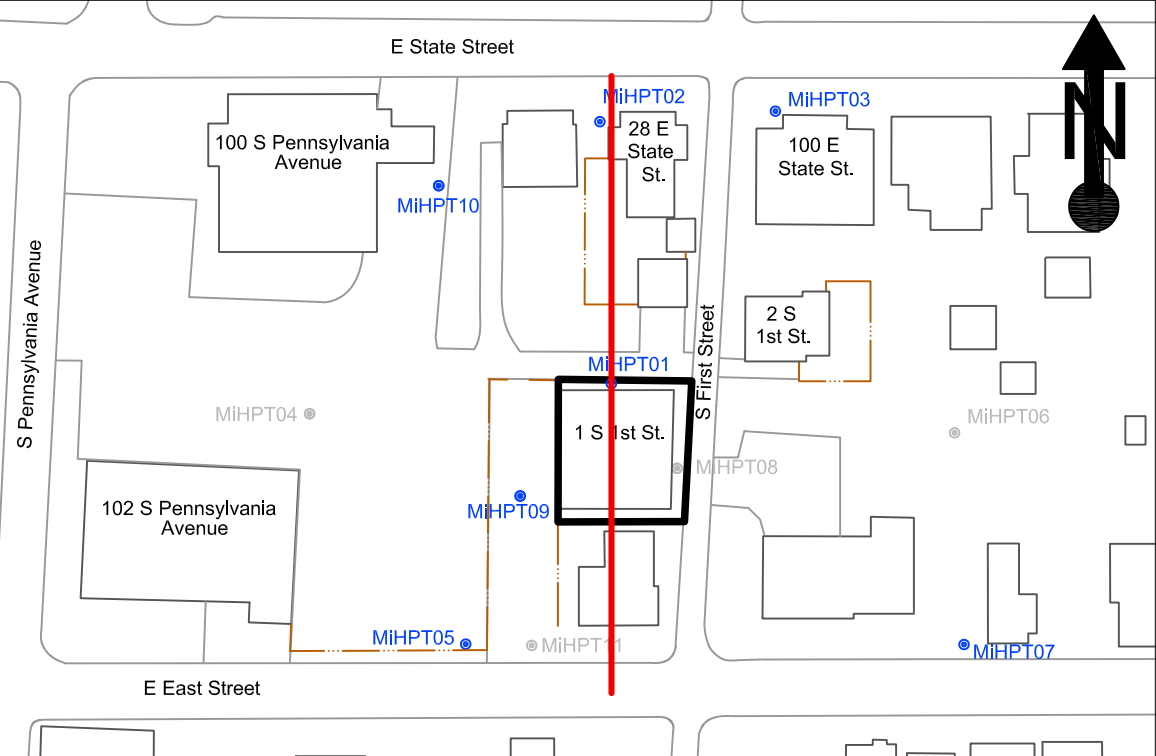 E State Street
MiHPT02
MiHPT03
N
28 E
State
St.
100 S Pennsylvania
Avenue
100 E
State St.
MiHPT10
S Pennsylvania Avenue
2 S
1st St.
S First Street
MiHPT01
MiHPT04
MiHPT06
1 S 1st St.
MiHPT08
102 S Pennsylvania
Avenue
MiHPT09
MiHPT05
MiHPT11
MiHPT07
E East Street